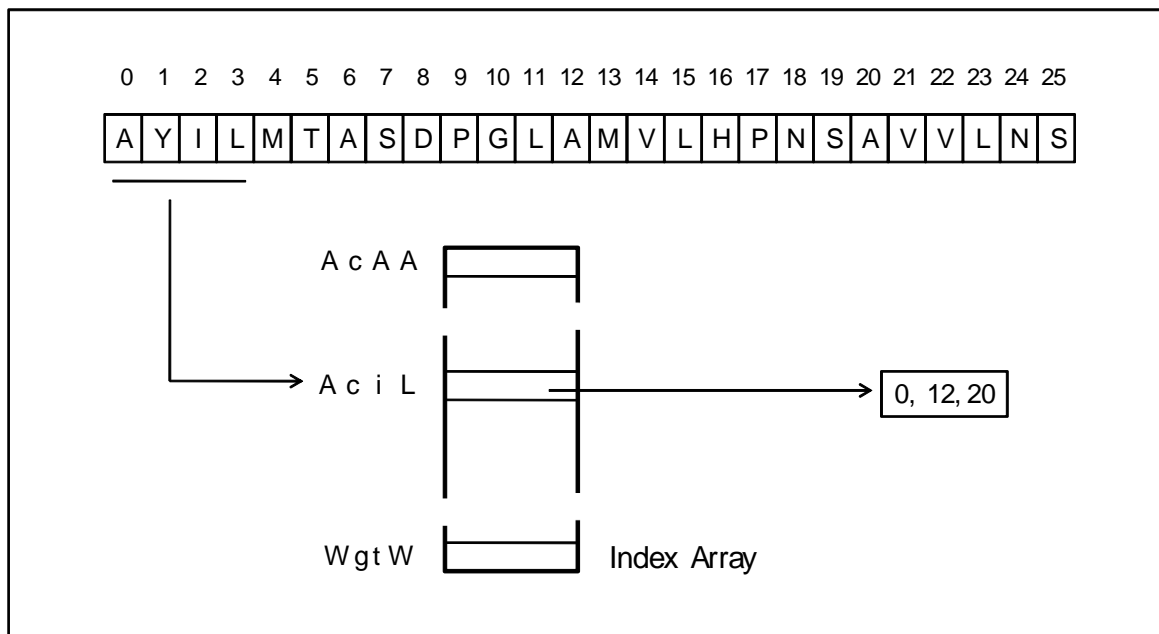 0 1 2 3 4 5 6 7 8 9 10 11 12 13 14 15 16 17 18 19 20 21 22 23 24 25
A Y I L M T A S D P G L A M V L H P N S A V V L N S
A c A A
A c i L
0, 12, 20
W g t W
Index Array